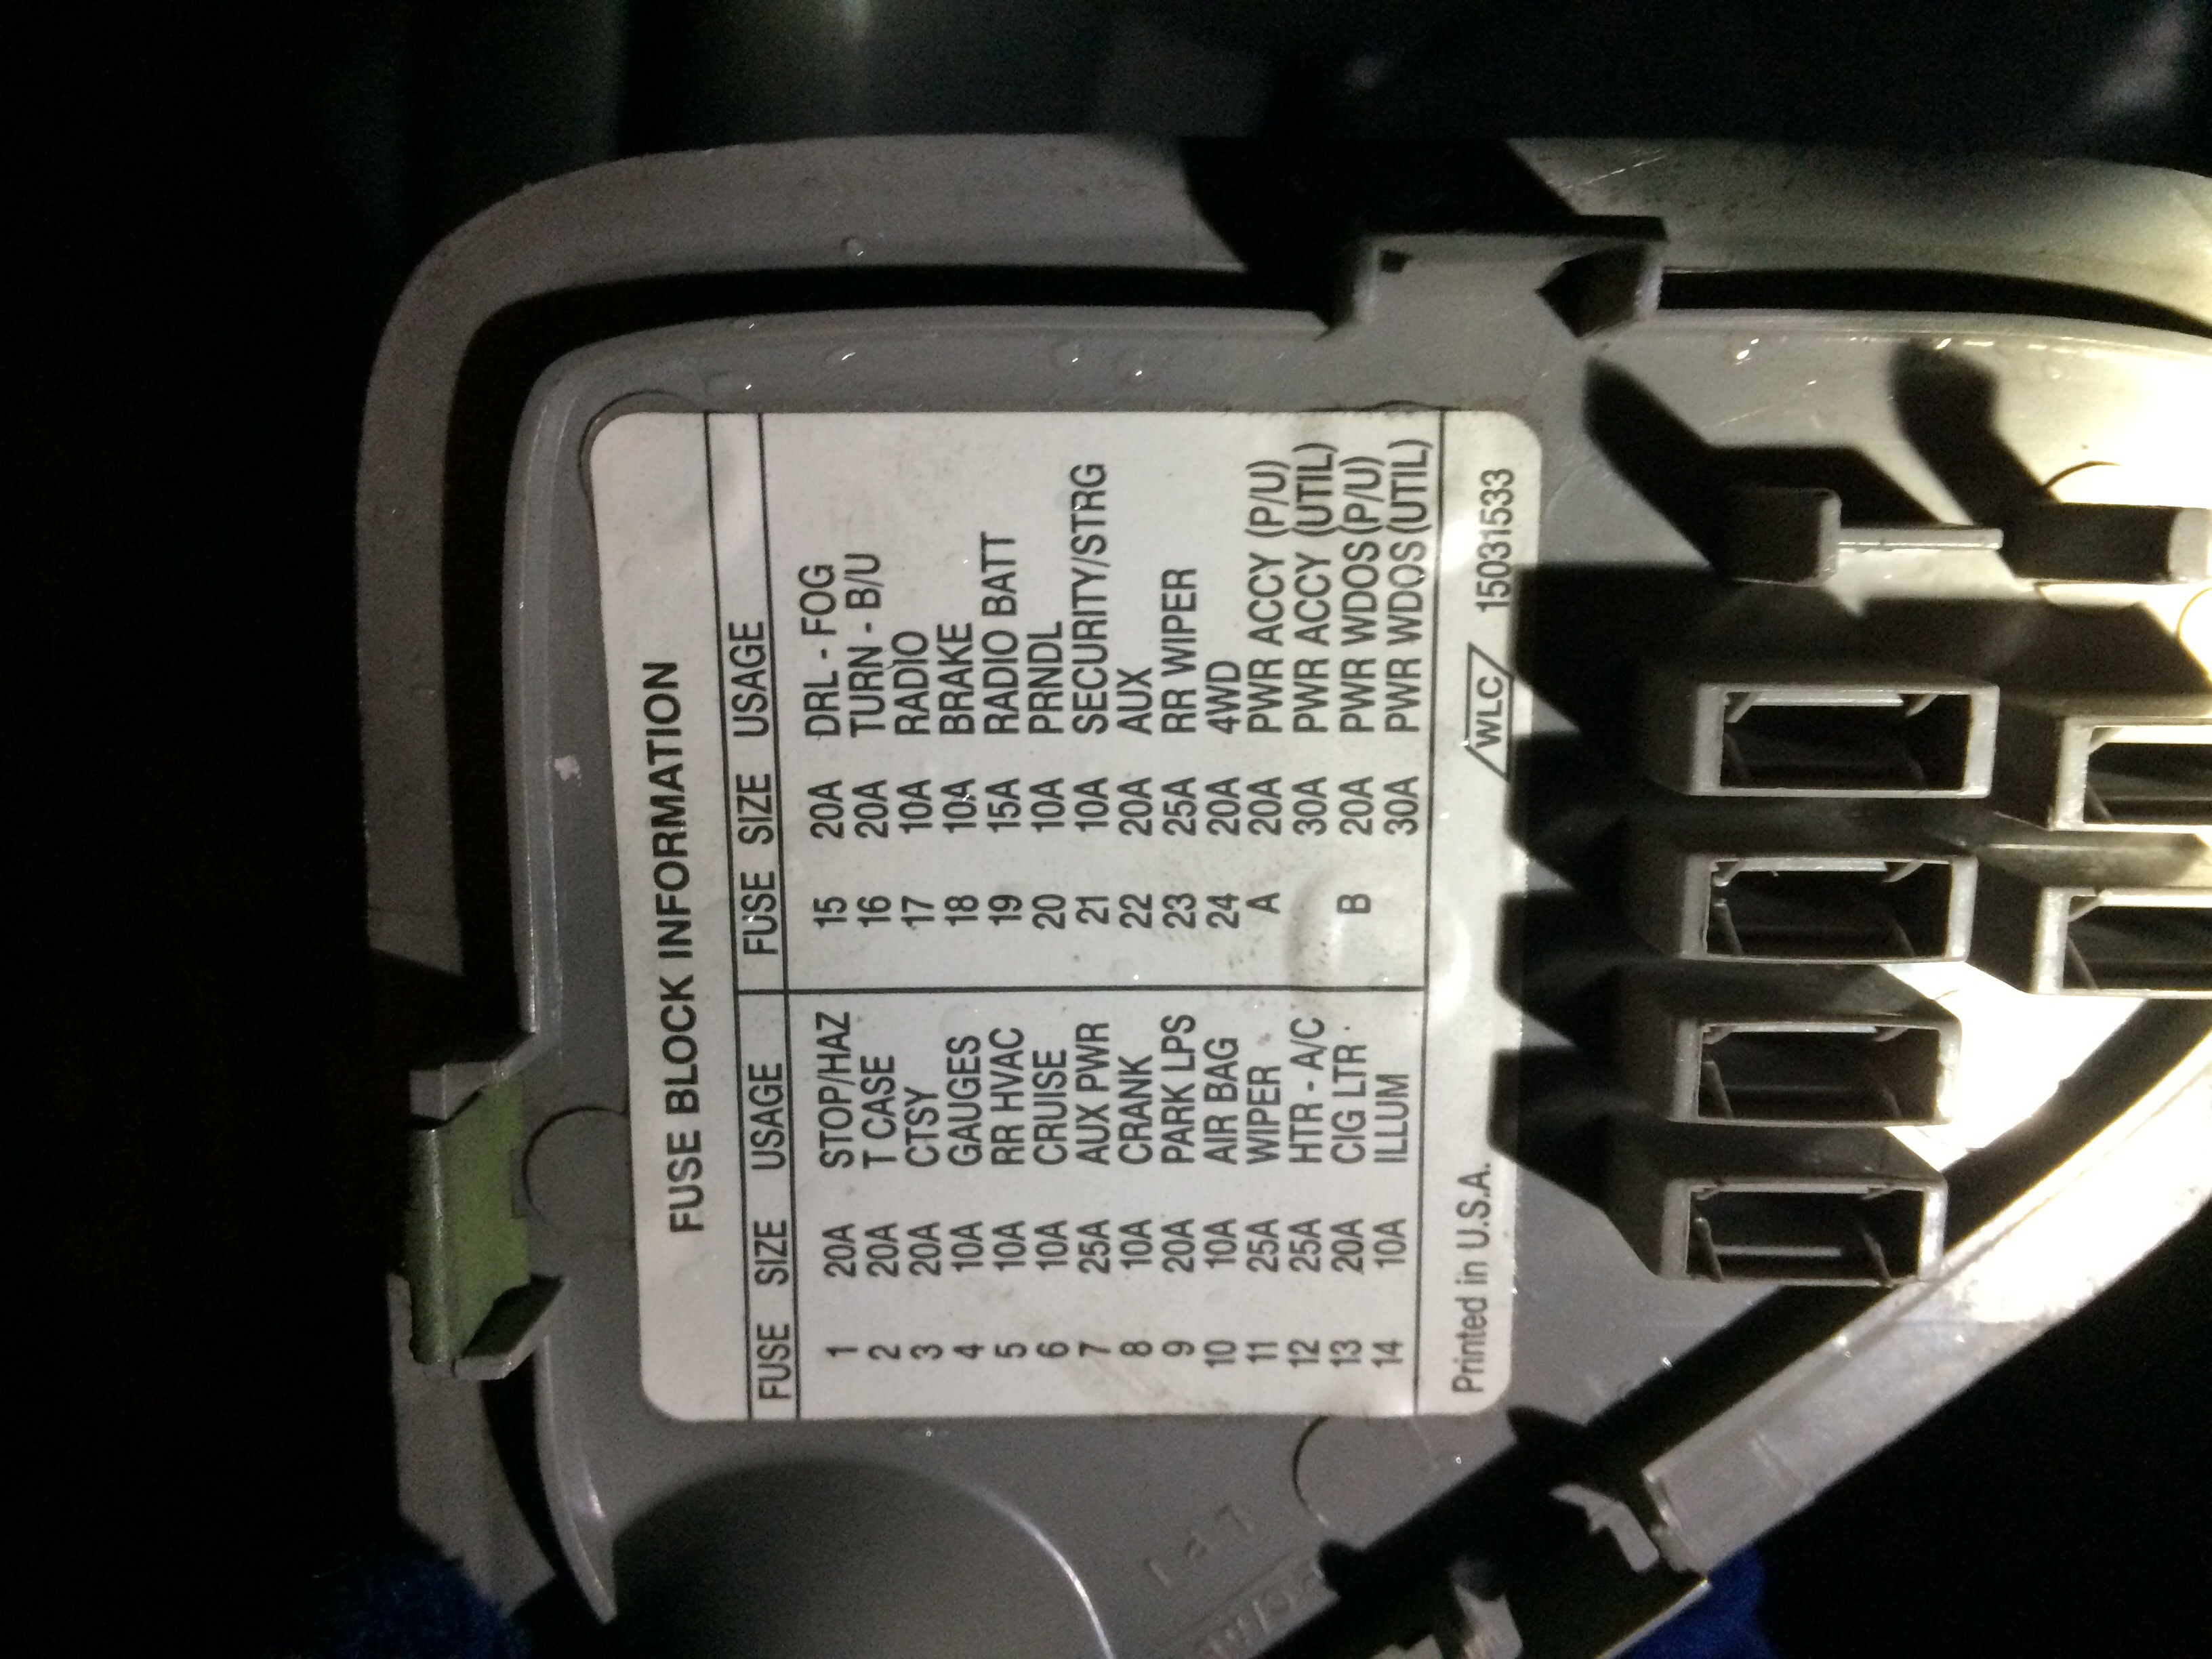 FUSE BLOCK INFORMATION
FUSE SIZE USAGE FUSE SIZE USAGE
1 20A STOP/HAZ 15 20A DRL - FOG
2 20A T CASE 16 20A TURN - B/U
3 20A CTSY 17 10A RADIO
4 10A GAUGES 18 10A BRAKE
5 10A RR HVAC 19 15A RADIO BATT
6 10A CRUISE 20 10A PRNDL
7 25A AUX PWR 21 10A SECURITY/STRG
8 10A CRANK 22 20A AUX
9 20A PARK LPS 23 25A RR WIPER
10 10A AIR BAG 24 20A 4WD
11 25A WIPER A 20A PWR ACCY (P/U)
12 25A HTR - A/C 30A PWR ACCY (UTIL)
13 20A CIG LTR B 20A PWR WDOS (P/U)
14 10A ILLUM 30A PWR WDOS (UTIL)
Printed in U.S.A. WLC 15031533